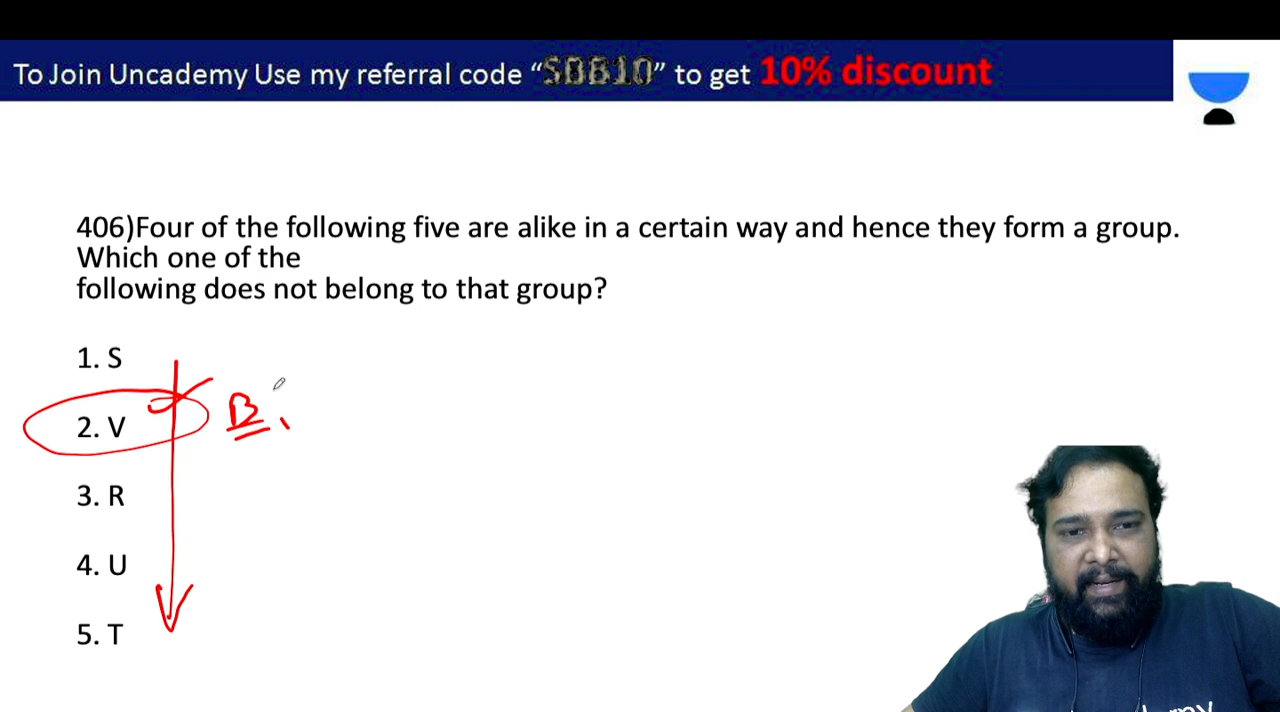 To Join Uncademy Use my referral code “SBB10” to get 10% discount
406)Four of the following five are alike in a certain way and hence they form a group.
Which one of the
following does not belong to that group?
1. S
2. V
B
3. R
4. U
5. T